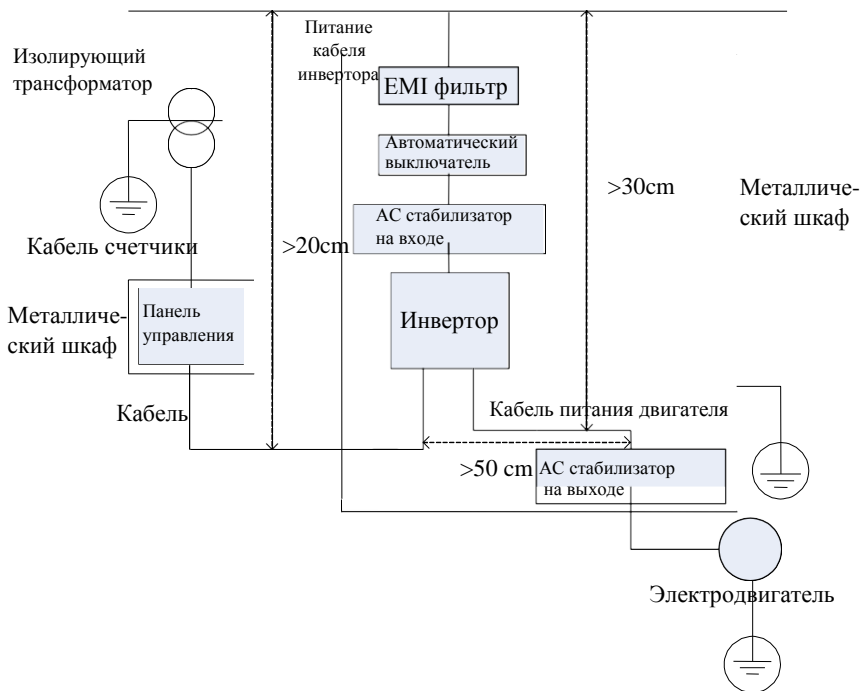 Питание
кабеля
инвертора
Изолирующий
трансформатор
EMI фильтр
Автоматический
выключатель
>30cm
Металличе-
ский шкаф
АС стабилизатор
на входе
Кабель счетчики
>20cm
Металличе-
ский шкаф
Панель
управления
Инвертор
Кабель
Кабель питания двигателя
>50 cm
АС стабилизатор
на выходе
Электродвигатель